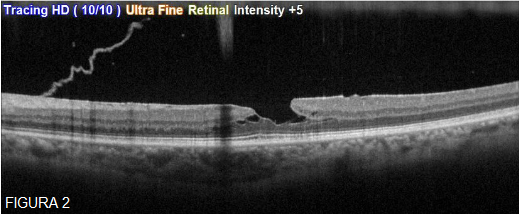 Tracing HD ( 10/10 ) Ultra Fine Retinal Intensity +5
FIGURA 2